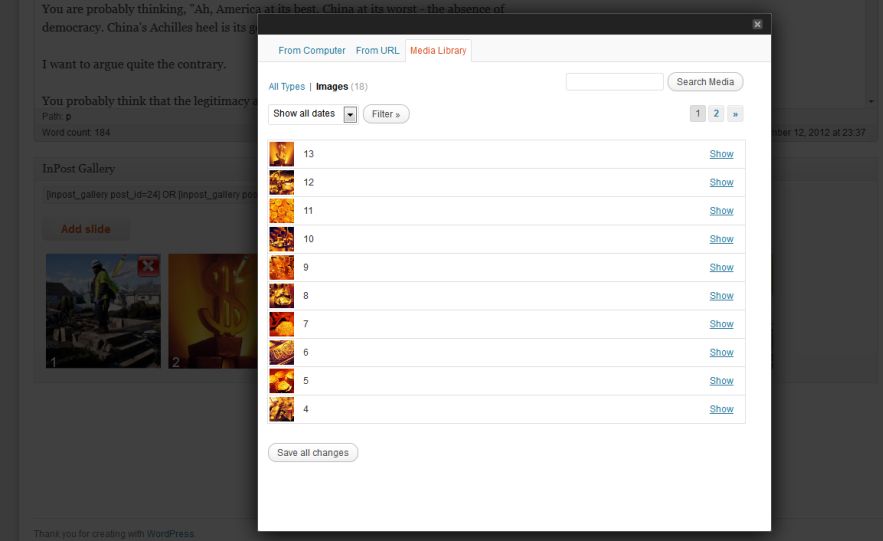 You are probably thinking, "Ah, America at its best. China at its worst - the absence of
democracy. China's Achilles heel is its g
I want to argue quite the contrary.
You probably think that the legitimacy a
Path: p
Word count: 184
mber 12, 2012 at 23:37
InPost Gallery
[inpost_gallery post_id=24] OR [inpost_gallery pos
Add slide
1
2
Thank you for creating with WordPress.
From Computer From URL Media Library
All Types | Images (18)
Search Media
Show all dates Filter »
1 2 »
13 Show
12 Show
11 Show
10 Show
9 Show
8 Show
7 Show
6 Show
5 Show
4 Show
Save all changes